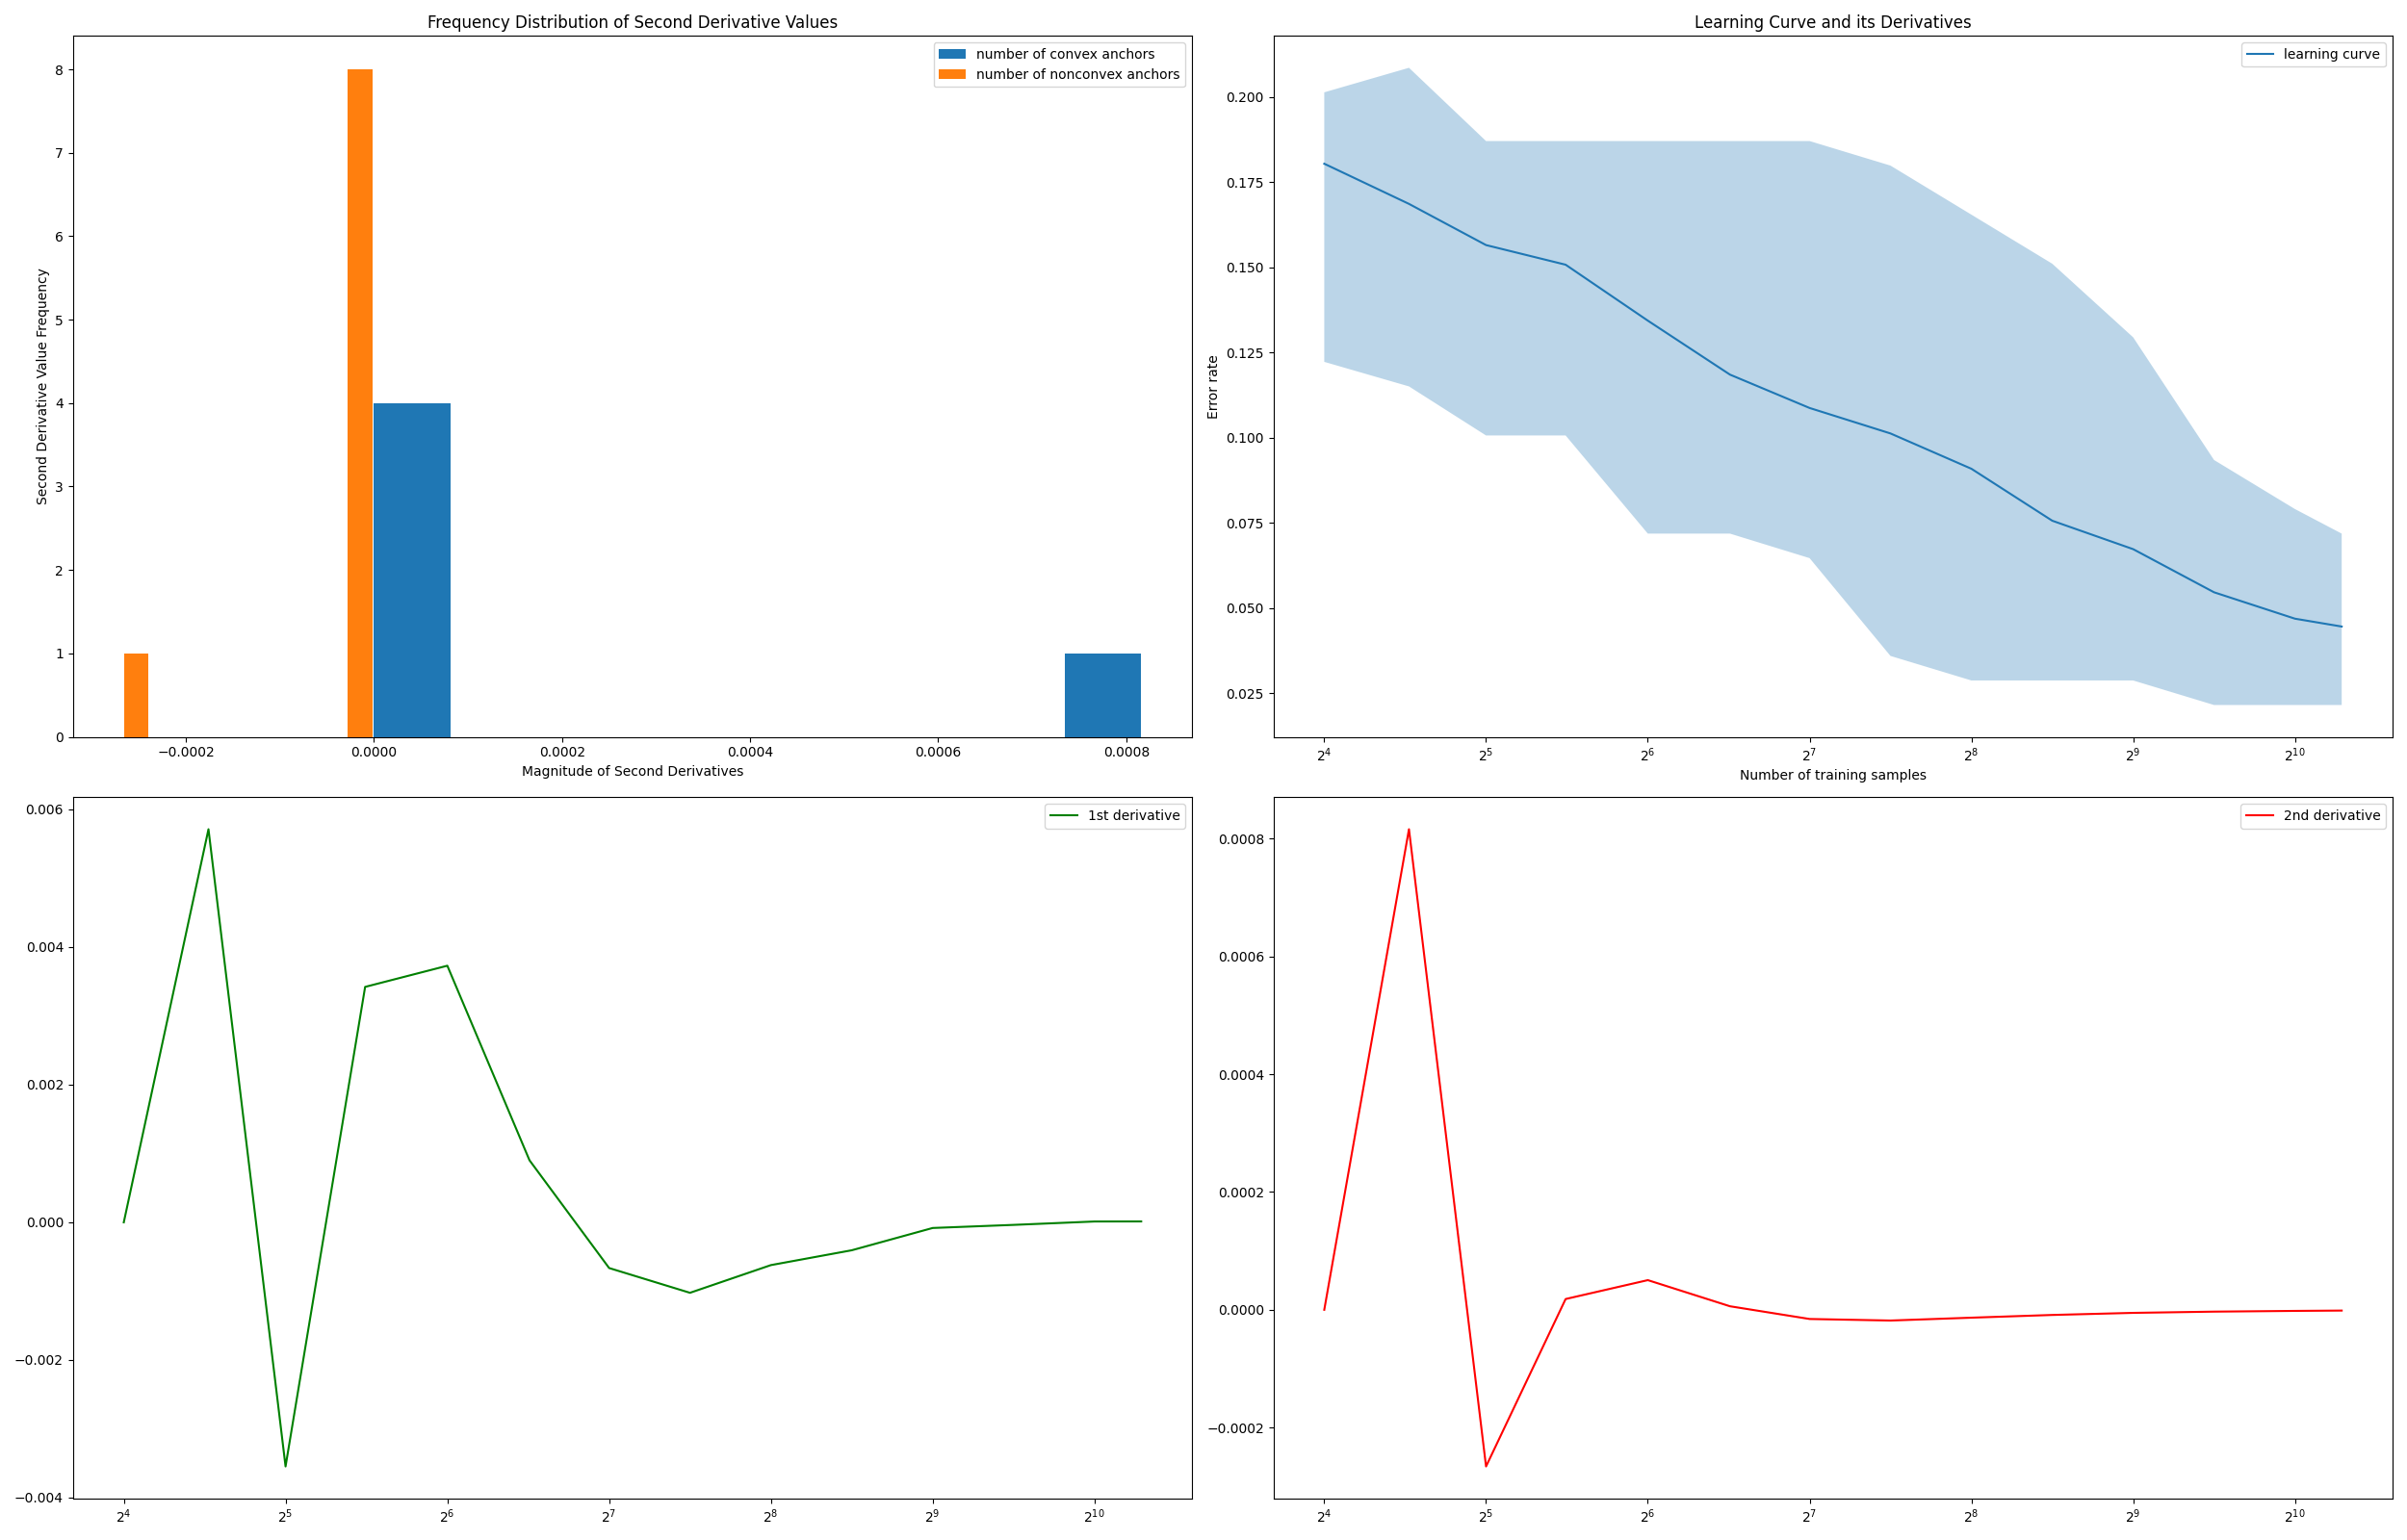 Frequency Distribution of Second Derivative Values
number of convex anchors
number of nonconvex anchors
Second Derivative Value Frequency
8
7
6
5
4
3
2
1
0
−0.0002 0.0000 0.0002 0.0004 0.0006 0.0008
Magnitude of Second Derivatives
Learning Curve and its Derivatives
learning curve
Error rate
0.200
0.175
0.150
0.125
0.100
0.075
0.050
0.025
2⁴ 2⁵ 2⁶ 2⁷ 2⁸ 2⁹ 2¹⁰
Number of training samples
1st derivative
0.006
0.004
0.002
0.000
−0.002
−0.004
2⁴ 2⁵ 2⁶ 2⁷ 2⁸ 2⁹ 2¹⁰
2nd derivative
0.0008
0.0006
0.0004
0.0002
0.0000
−0.0002
2⁴ 2⁵ 2⁶ 2⁷ 2⁸ 2⁹ 2¹⁰